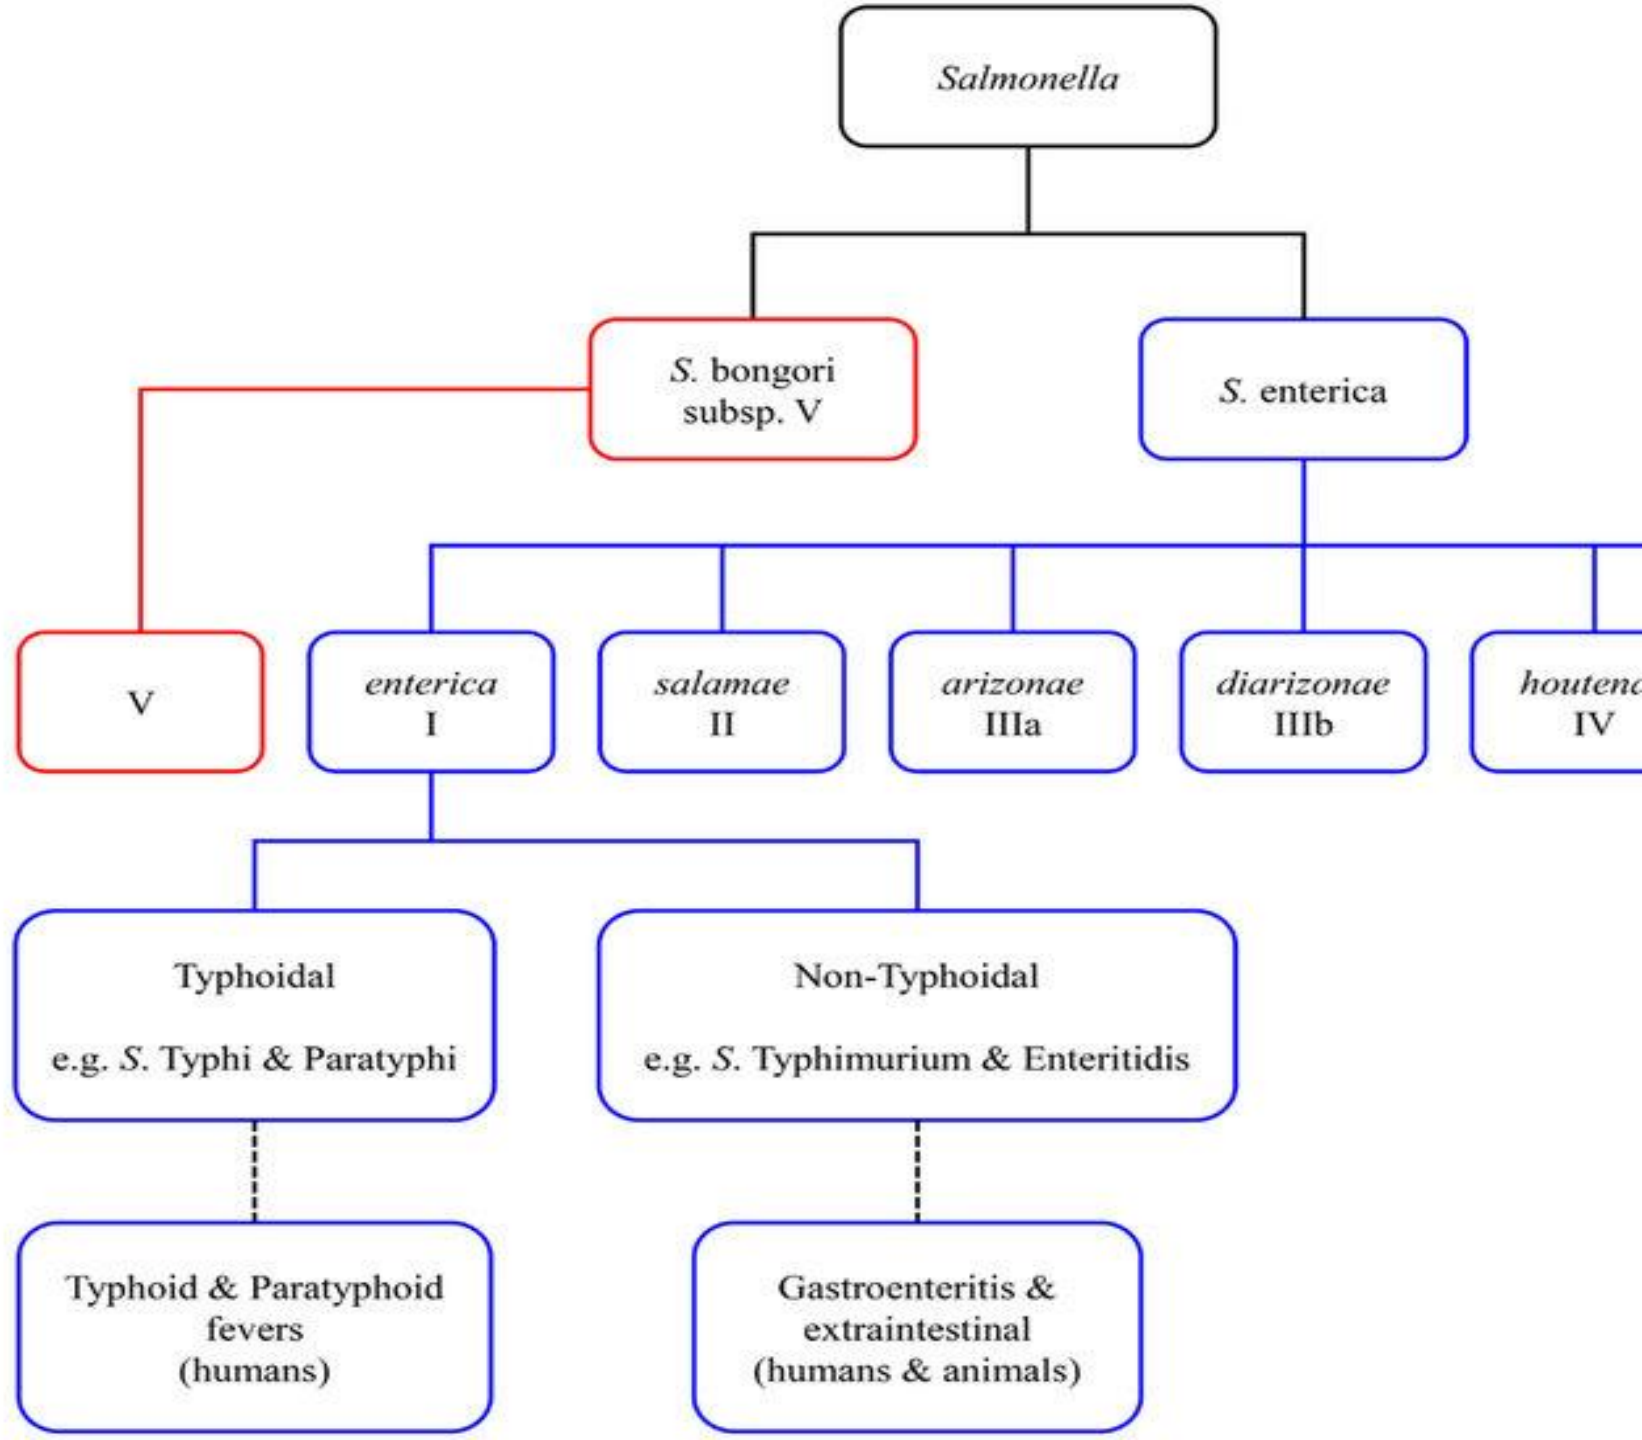 Salmonella
S. bongori
subsp. V
S. enterica
V
enterica
I
salamae
II
arizonae
IIIa
diarizonae
IIIb
IV
Typhoidal
e.g. S. Typhi & Paratyphi
Non-Typhoidal
e.g. S. Typhimurium & Enteritidis
Typhoid & Paratyphoid
fevers
(humans)
Gastroenteritis &
extraintestinal
(humans & animals)